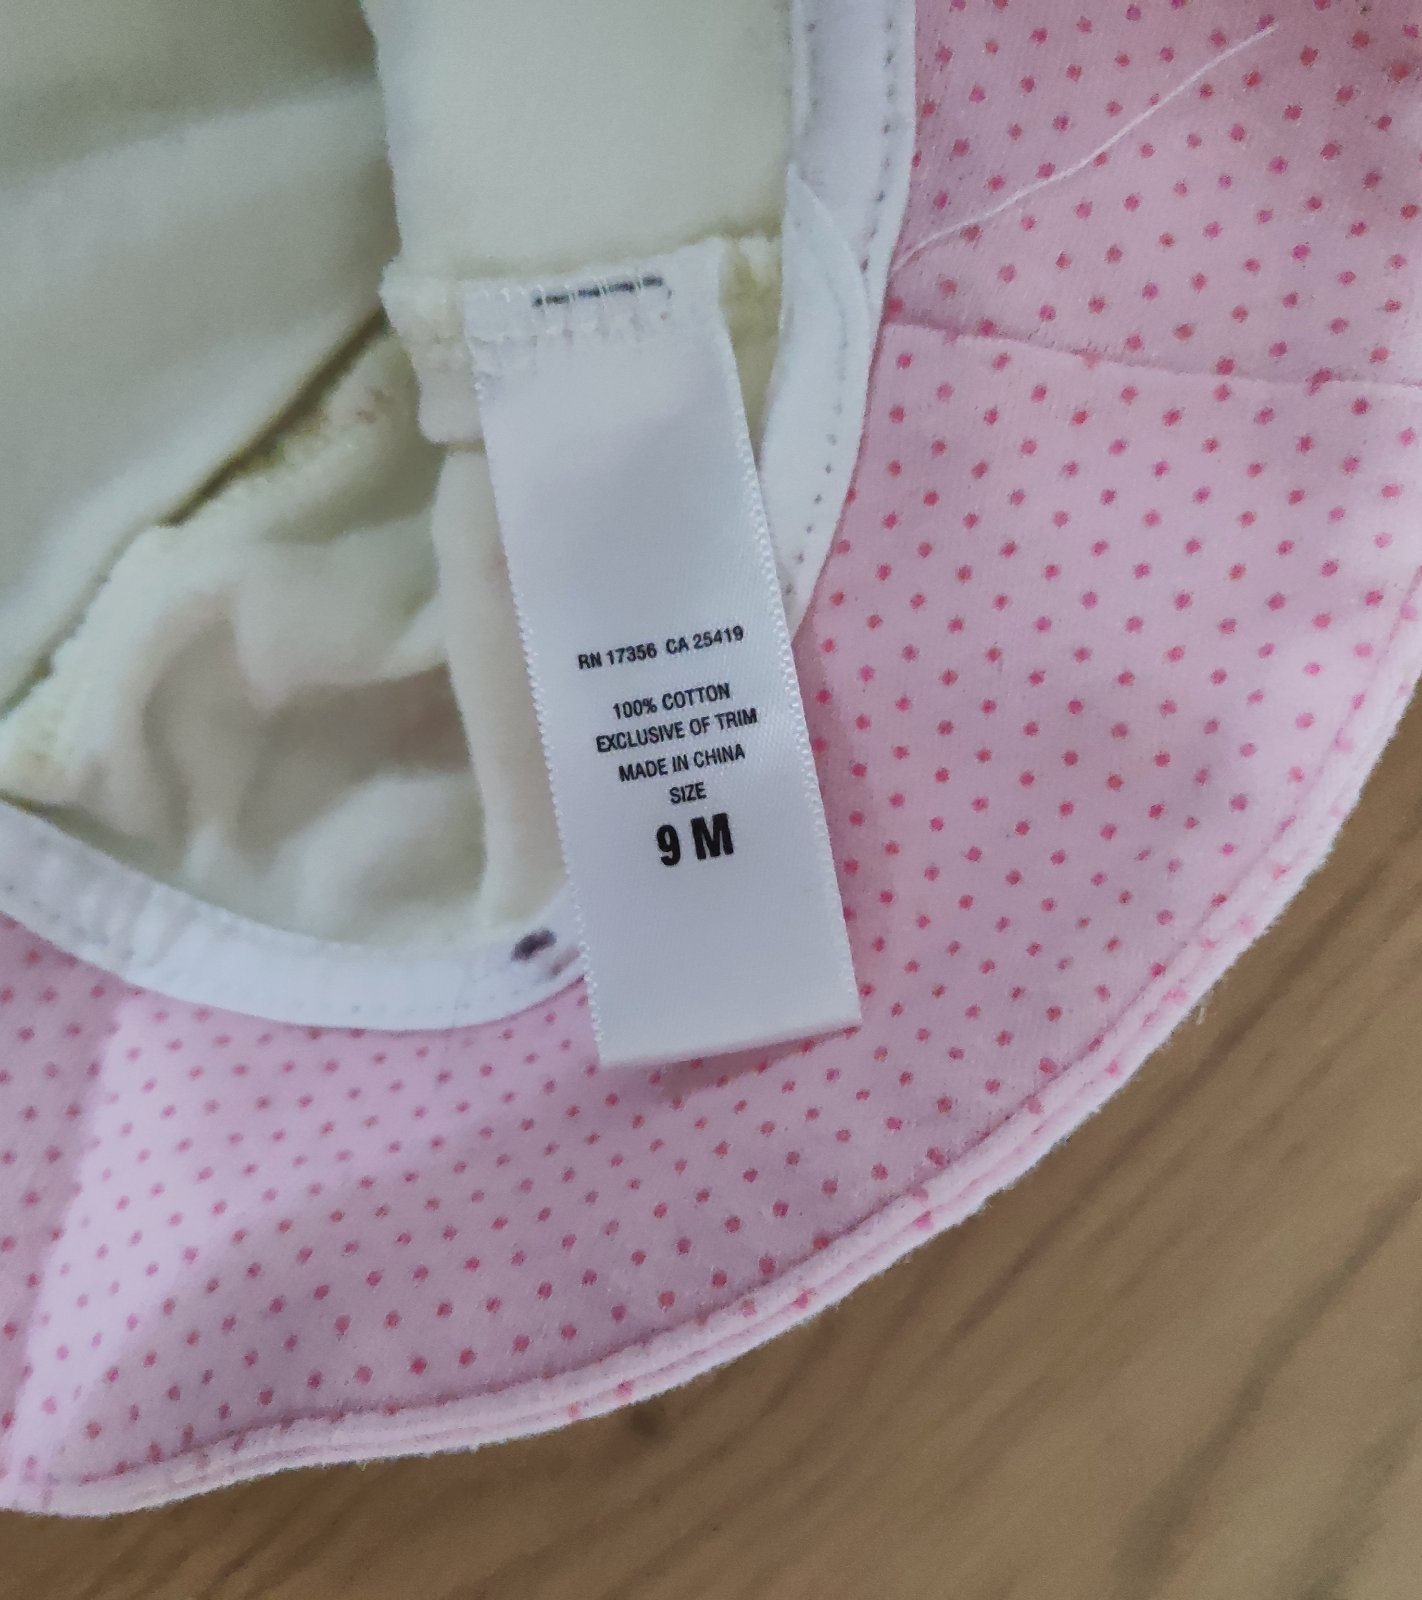 RN 17356 CA 25419
100% COTTON
EXCLUSIVE OF TRIM
MADE IN CHINA
SIZE
9 M